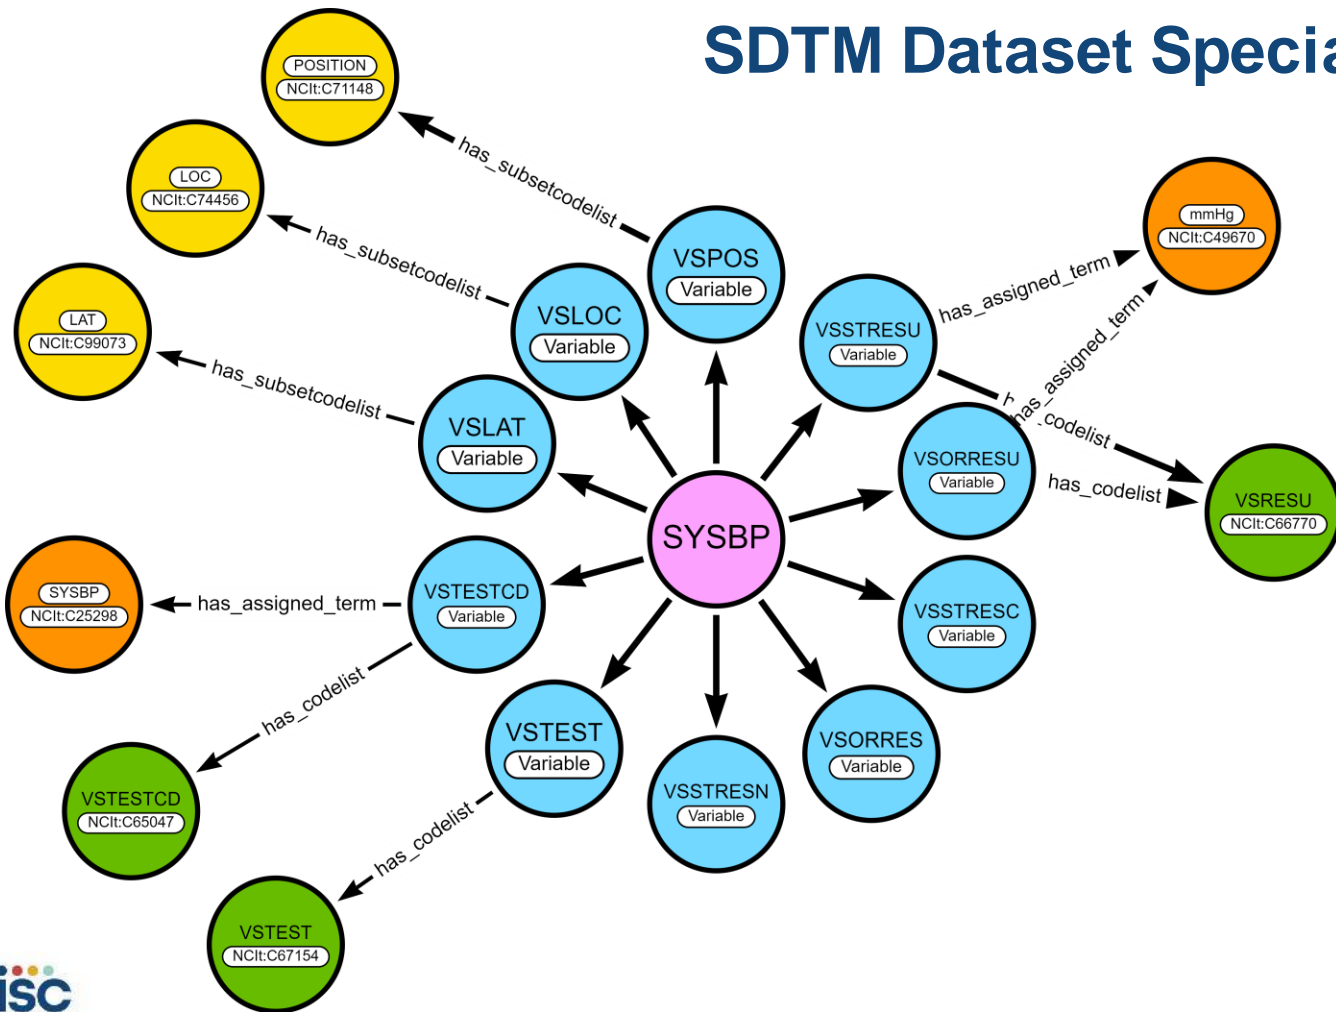 SDTM Dataset Specia
POSITION
NCIt:C71148
LOC
NCIt:C74456
LAT
NCIt:C99073
has_subsetcodelist
has_subsetcodelist
has_subsetcodelist
VSPOS
Variable
VSLOC
Variable
VSLAT
Variable
VSSTRESU
Variable
has_assigned_term
mmHg
NCIt:C49670
has_assigned_term
_codelist
VSORRESU
Variable
has_codelist
VSRESU
NCIt:C66770
SYSBP
SYSBP
NCIt:C25298
has_assigned_term
VSTESTCD
Variable
VSSTRESC
Variable
has_codelist
VSTESTCD
NCIt:C65047
VSTEST
Variable
VSSTRESN
Variable
VSORRES
Variable
has_codelist
VSTEST
NCIt:C67154
ISC